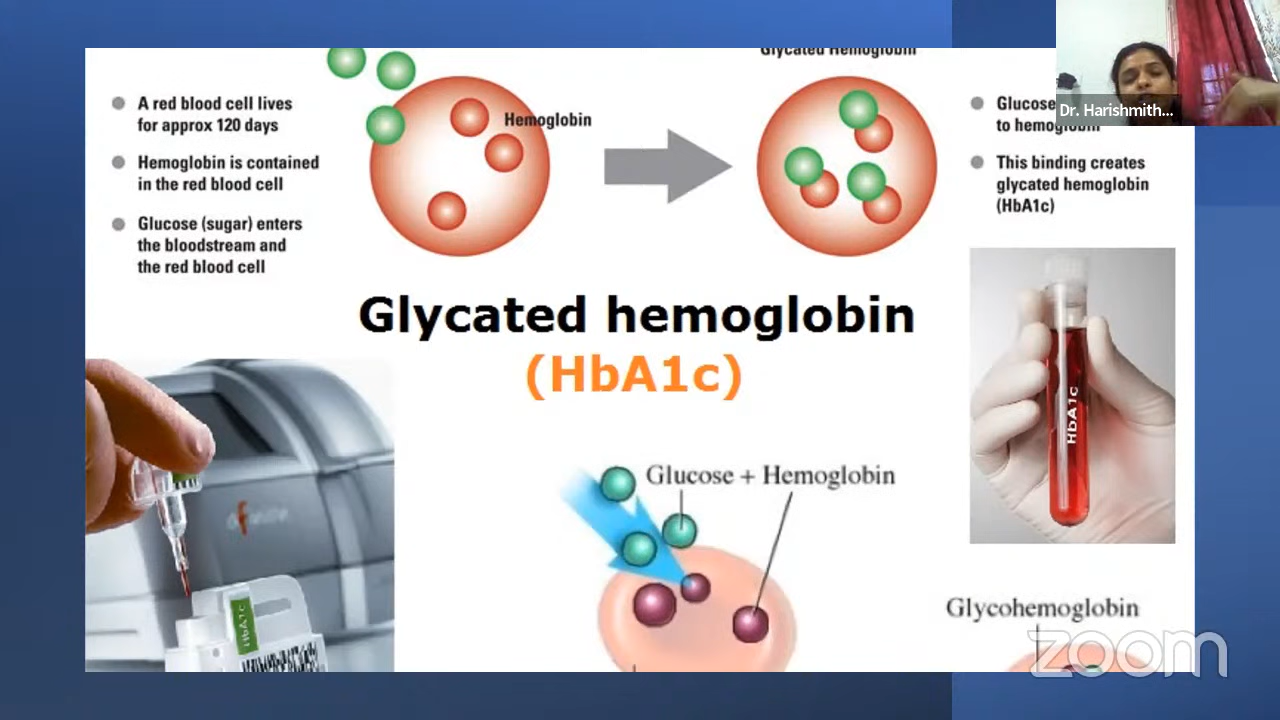 Glycated Hemoglobin
A red blood cell lives
for approx 120 days
Hemoglobin is contained
in the red blood cell
Glucose (sugar) enters
the bloodstream and
the red blood cell
Hemoglobin
Glucose
to hemoglobin
This binding creates
glycated hemoglobin
(HbA1c)
Dr. Harishmith...
Glycated hemoglobin
(HbA1c)
HbA1c
HbA1c
Glucose + Hemoglobin
Glycohemoglobin
zoom